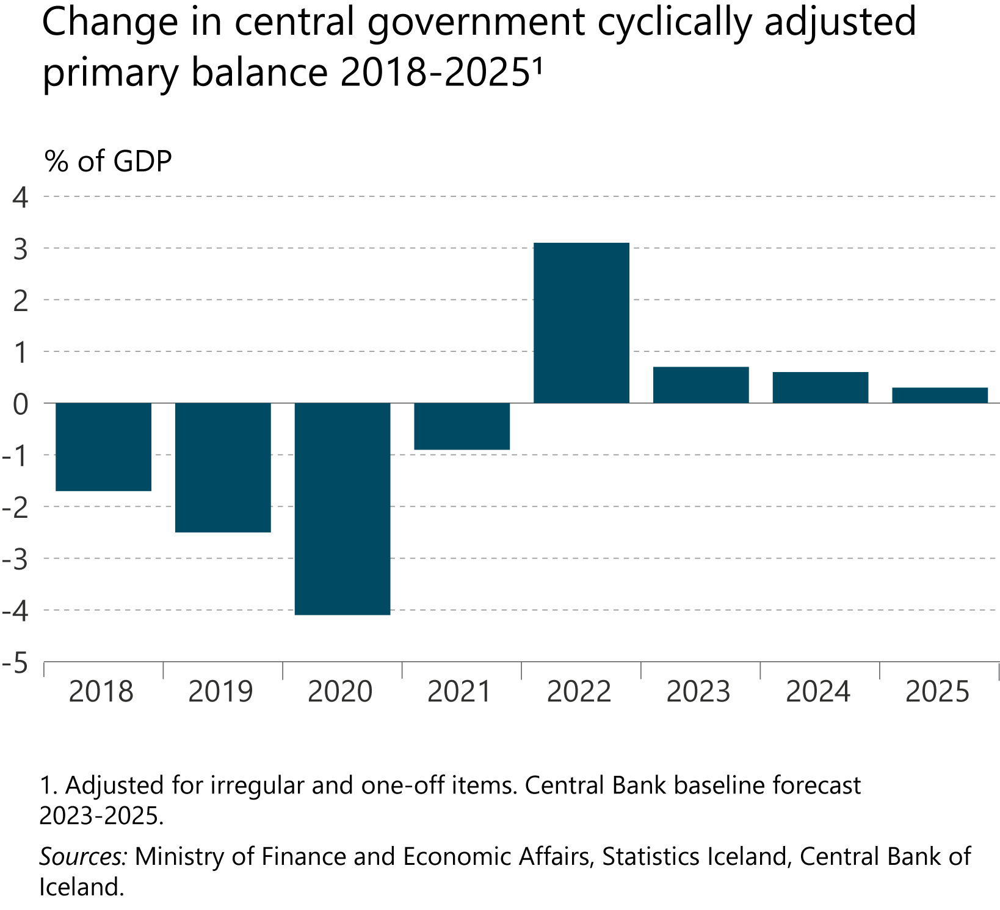 Change in central government cyclically adjusted
primary balance 2018-2025¹
% of GDP
4
3
2
1
0
-1
-2
-3
-4
-5
2018 2019 2020 2021 2022 2023 2024 2025
1. Adjusted for irregular and one-off items. Central Bank baseline forecast
2023-2025.
Sources: Ministry of Finance and Economic Affairs, Statistics Iceland, Central Bank of
Iceland.